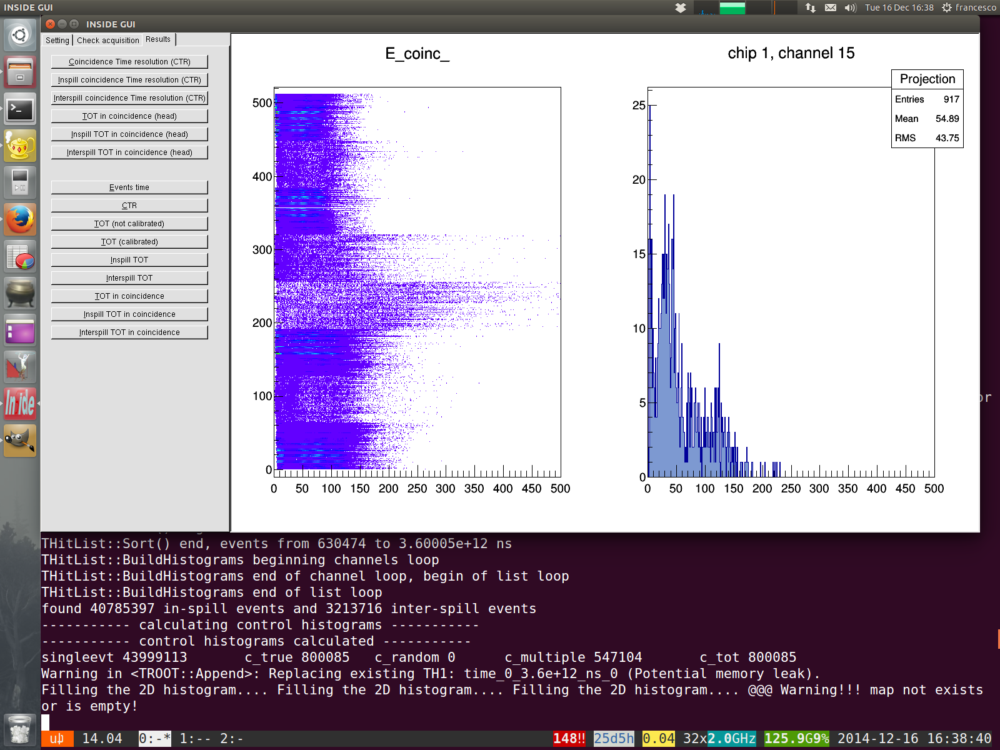 INSIDE GUI
Tue 16 Dec 16:38
francesco
INSIDE GUI
Setting
Check acquisition
Results
Coincidence Time resolution (CTR)
Inspill coincidence Time resolution (CTR)
Interspill coincidence Time resolution (CTR)
TOT in coincidence (head)
Inspill TOT in coincidence (head)
Interspill TOT in coincidence (head)
Events time
CTR
TOT (not calibrated)
TOT (calibrated)
Inspill TOT
Interspill TOT
TOT in coincidence
Inspill TOT in coincidence
Interspill TOT in coincidence
E_coinc_
500
400
300
200
100
0
0 50 100 150 200 250 300 350 400 450 500
chip 1, channel 15
Projection
Entries 917
Mean 54.89
RMS 43.75
25
20
15
10
5
0
0 50 100 150 200 250 300 350 400 450 500
In.ide
or
THitList::Sort() end, events from 630474 to 3.60005e+12 ns
THitList::BuildHistograms beginning channels loop
THitList::BuildHistograms end of channel loop, begin of list loop
THitList::BuildHistograms end of list loop
found 40785397 in-spill events and 3213716 inter-spill events
----------- calculating control histograms -----------
----------- control histograms calculated -----------
singleevt 43999113 c_true 800085 c_random 0 c_multiple 547104 c_tot 800085
Warning in <TROOT::Append>: Replacing existing TH1: time_0_3.6e+12_ns_0 (Potential memory leak).
Filling the 2D histogram.... Filling the 2D histogram.... Filling the 2D histogram.... @@@ Warning!!! map not exists
or is empty!
14.04 0:-* 1:-- 2:- 148!! 25d5h 0.04 32x2.0GHz 125.9G9% 2014-12-16 16:38:40